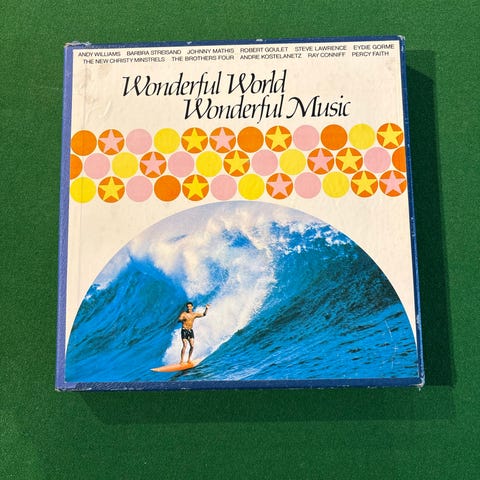 ANDY WILLIAMS BARBRA STREISAND JOHNNY MATHIS ROBERT GOULET STEVE LAWRENCE EYDIE GORME
THE NEW CHRISTY MINSTRELS THE BROTHERS FOUR ANDRE KOSTELANETZ RAY CONNIFF PERCY FAITH
Wonderful World
Wonderful Music